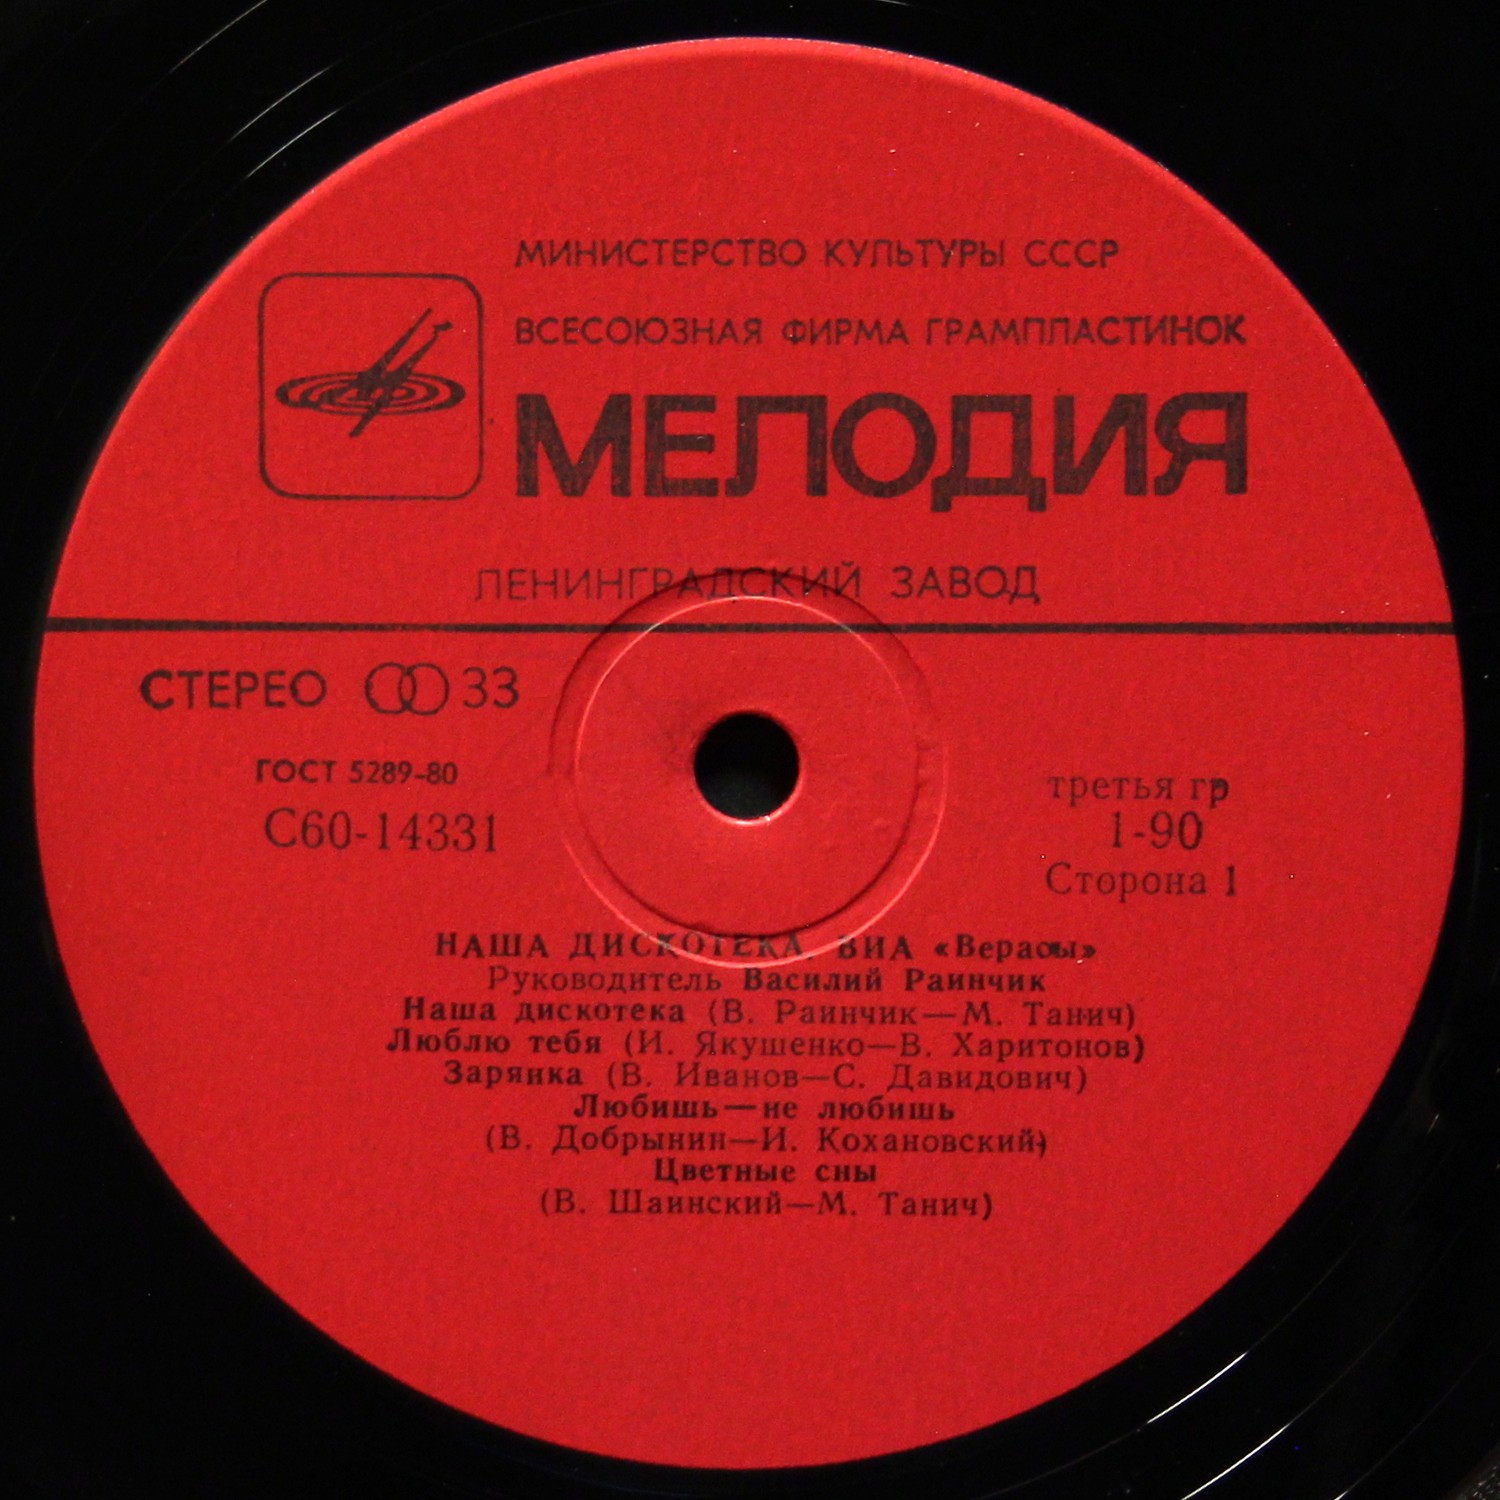 МИНИСТЕРСТВО КУЛЬТУРЫ СССР
ВСЕСОЮЗНАЯ ФИРМА ГРАМПЛАСТИНОК
МЕЛОДИЯ
ЛЕНИНГРАДСКИЙ ЗАВОД
СТЕРЕО 33
ГОСТ 5289-80
С60-14331
третья гр
1-90
Сторона 1
НАША ДИСКОТЕКА. ВИА «Верасы»
Руководитель Василий Раинчик
Наша дискотека (В. Раинчик—М. Танич)
Люблю тебя (И. Якушенко—В. Харитонов)
Зарянка (В. Иванов—С. Давидович)
Любишь—не любишь
(В. Добрынин—И. Кохановский)
Цветные сны
(В. Шаинский—М. Танич)